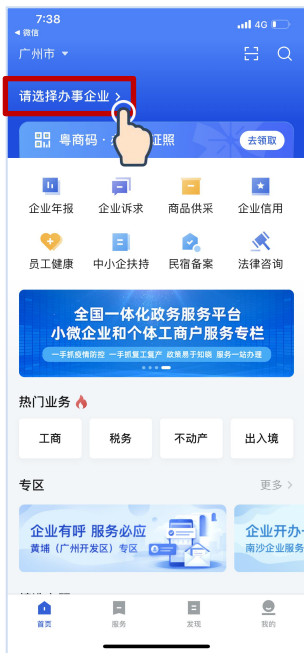 7:38
4G
◀ 微信
广州市
请选择办事企业 >
粤商码 · 证照
去领取
企业年报 企业诉求 商品供采 企业信用
员工健康 中小企扶持 民宿备案 法律咨询
全国一体化政务服务平台
小微企业和个体工商户服务专栏
一手抓疫情防控 一手抓复工复产 政策易于知晓 服务一站办理
热门业务
工商 税务 不动产 出入境
专区
更多 >
企业有呼 服务必应
黄埔（广州开发区）专区
企业开办
南沙企业服务
首页 服务 发现 我的